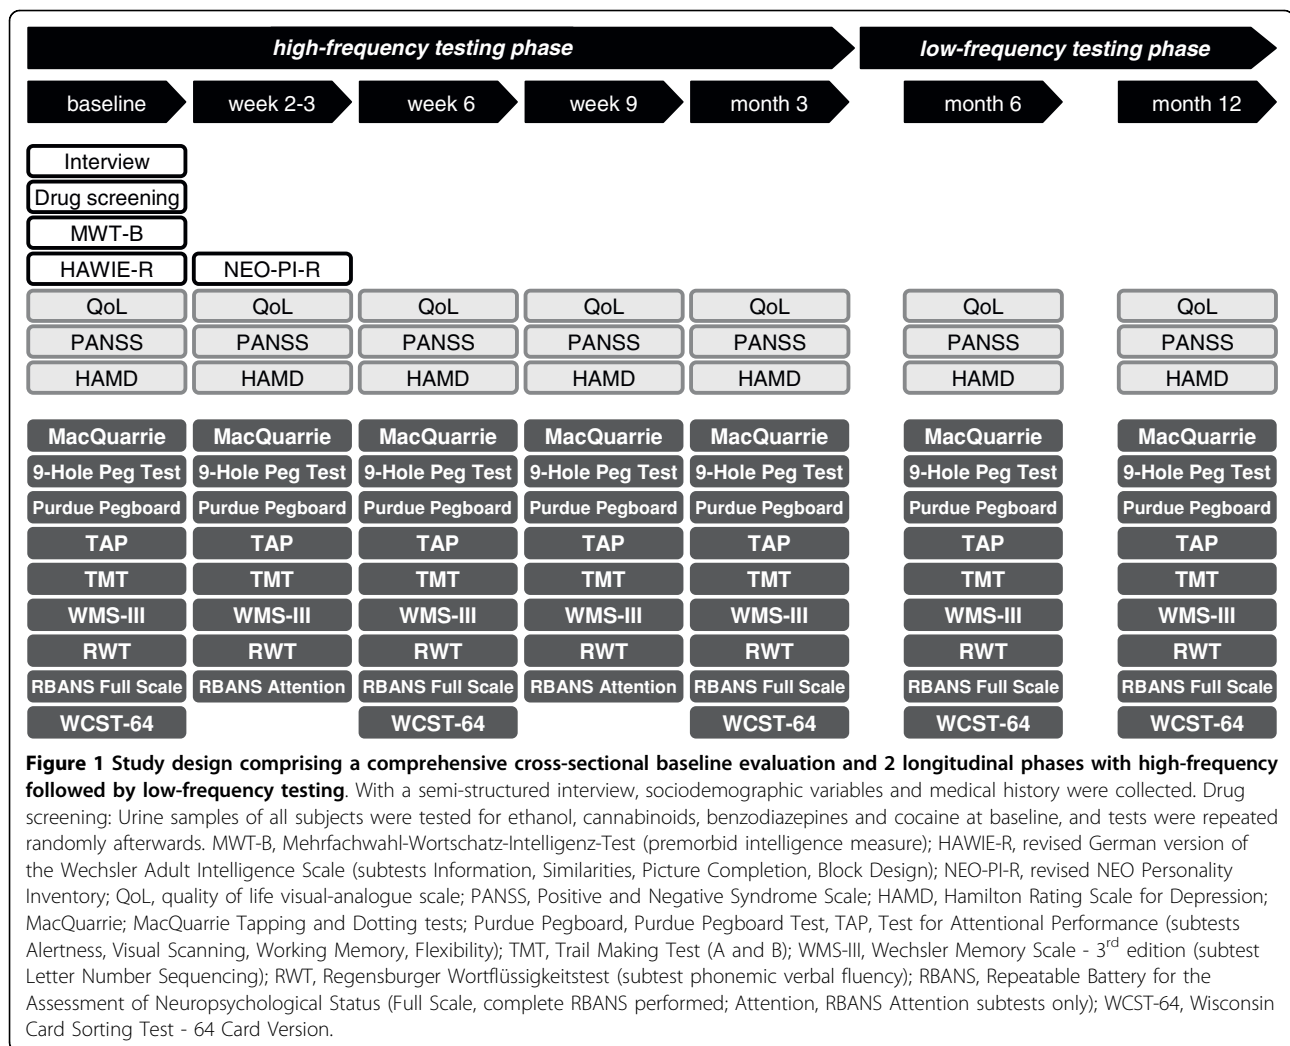 high-frequency testing phase low-frequency testing phase
baseline week 2-3 week 6 week 9 month 3 month 6 month 12
Interview
Drug screening
MWT-B
HAWIE-R NEO-PI-R
QoL QoL QoL QoL QoL QoL QoL
PANSS PANSS PANSS PANSS PANSS PANSS PANSS
HAMD HAMD HAMD HAMD HAMD HAMD HAMD
MacQuarrie MacQuarrie MacQuarrie MacQuarrie MacQuarrie MacQuarrie MacQuarrie
9-Hole Peg Test 9-Hole Peg Test 9-Hole Peg Test 9-Hole Peg Test 9-Hole Peg Test 9-Hole Peg Test 9-Hole Peg Test
Purdue Pegboard Purdue Pegboard Purdue Pegboard Purdue Pegboard Purdue Pegboard Purdue Pegboard Purdue Pegboard
TAP TAP TAP TAP TAP TAP TAP
TMT TMT TMT TMT TMT TMT TMT
WMS-III WMS-III WMS-III WMS-III WMS-III WMS-III WMS-III
RWT RWT RWT RWT RWT RWT RWT
RBANS Full Scale RBANS Attention RBANS Full Scale RBANS Attention RBANS Full Scale RBANS Full Scale RBANS Full Scale
WCST-64 WCST-64 WCST-64 WCST-64 WCST-64
Figure 1 Study design comprising a comprehensive cross-sectional baseline evaluation and 2 longitudinal phases with high-frequency
followed by low-frequency testing. With a semi-structured interview, sociodemographic variables and medical history were collected. Drug
screening: Urine samples of all subjects were tested for ethanol, cannabinoids, benzodiazepines and cocaine at baseline, and tests were repeated
randomly afterwards. MWT-B, Mehrfachwahl-Wortschatz-Intelligenz-Test (premorbid intelligence measure); HAWIE-R, revised German version of
the Wechsler Adult Intelligence Scale (subtests Information, Similarities, Picture Completion, Block Design); NEO-PI-R, revised NEO Personality
Inventory; QoL, quality of life visual-analogue scale; PANSS, Positive and Negative Syndrome Scale; HAMD, Hamilton Rating Scale for Depression;
MacQuarrie; MacQuarrie Tapping and Dotting tests; Purdue Pegboard, Purdue Pegboard Test, TAP, Test for Attentional Performance (subtests
Alertness, Visual Scanning, Working Memory, Flexibility); TMT, Trail Making Test (A and B); WMS-III, Wechsler Memory Scale - 3rd edition (subtest
Letter Number Sequencing); RWT, Regensburger Wortflüssigkeitstest (subtest phonemic verbal fluency); RBANS, Repeatable Battery for the
Assessment of Neuropsychological Status (Full Scale, complete RBANS performed; Attention, RBANS Attention subtests only); WCST-64, Wisconsin
Card Sorting Test - 64 Card Version.